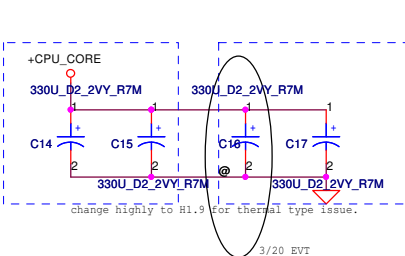 +CPU_CORE
330U_D2_2VY_R7M 330U_D2_2VY_R7M
1 1 1 1
+ + + +
C14 C15 C16 C17
2 2 @ 2 2
330U_D2_2VY_R7M 330U_D2_2VY_R7M
change highly to H1.9 for thermal type issue.
3/20 EVT